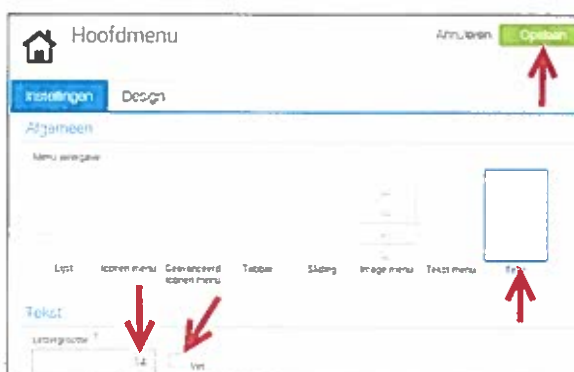 Hoofdmenu
Annuleren Opslaan
Instellingen Design
Algemeen
Menu weergave
Lijst Iconen menu Geavanceerd Tabbar Sliding Image menu Tekst menu
iconen menu
Tekst
Lettergrootte
14